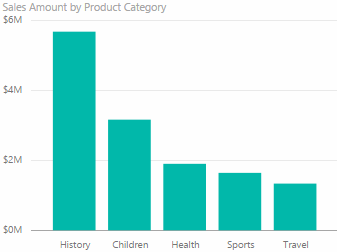 Sales Amount by Product Category
$6M
$4M
$2M
$0M
History Children Health Sports Travel